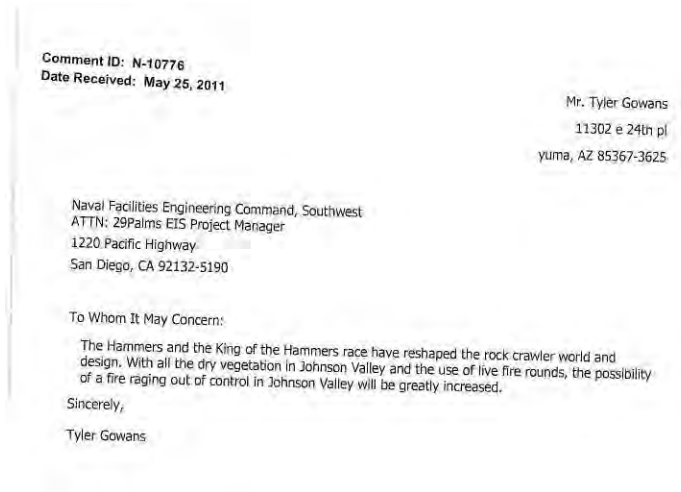 Comment ID: N-10776
Date Received: May 25, 2011
Mr. Tyler Gowans
11302 e 24th pl
yuma, AZ 85367-3625
Naval Facilities Engineering Command, Southwest
ATTN: 29Palms EIS Project Manager
1220 Pacific Highway
San Diego, CA 92132-5190
To Whom It May Concern:
The Hammers and the King of the Hammers race have reshaped the rock crawler world and
design. With all the dry vegetation in Johnson Valley and the use of live fire rounds, the possibility
of a fire raging out of control in Johnson Valley will be greatly increased.
Sincerely,
Tyler Gowans